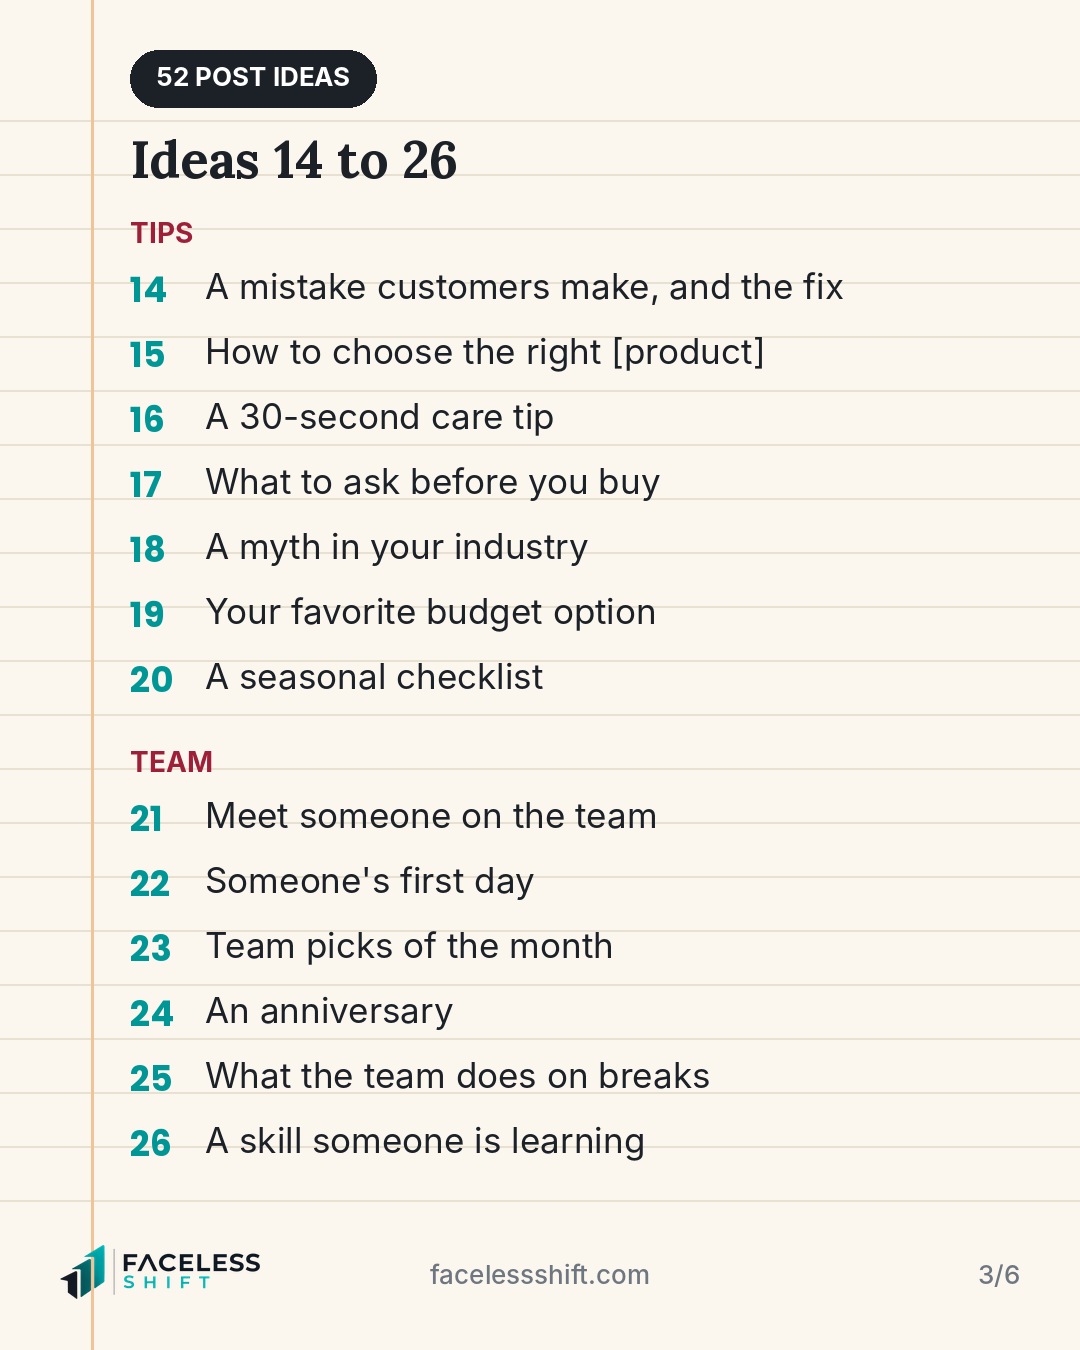 52 POST IDEAS
Ideas 14 to 26
TIPS
14 A mistake customers make, and the fix
15 How to choose the right [product]
16 A 30-second care tip
17 What to ask before you buy
18 A myth in your industry
19 Your favorite budget option
20 A seasonal checklist
TEAM
21 Meet someone on the team
22 Someone's first day
23 Team picks of the month
24 An anniversary
25 What the team does on breaks
26 A skill someone is learning
FACELESS
SHIFT
facelessshift.com
3/6